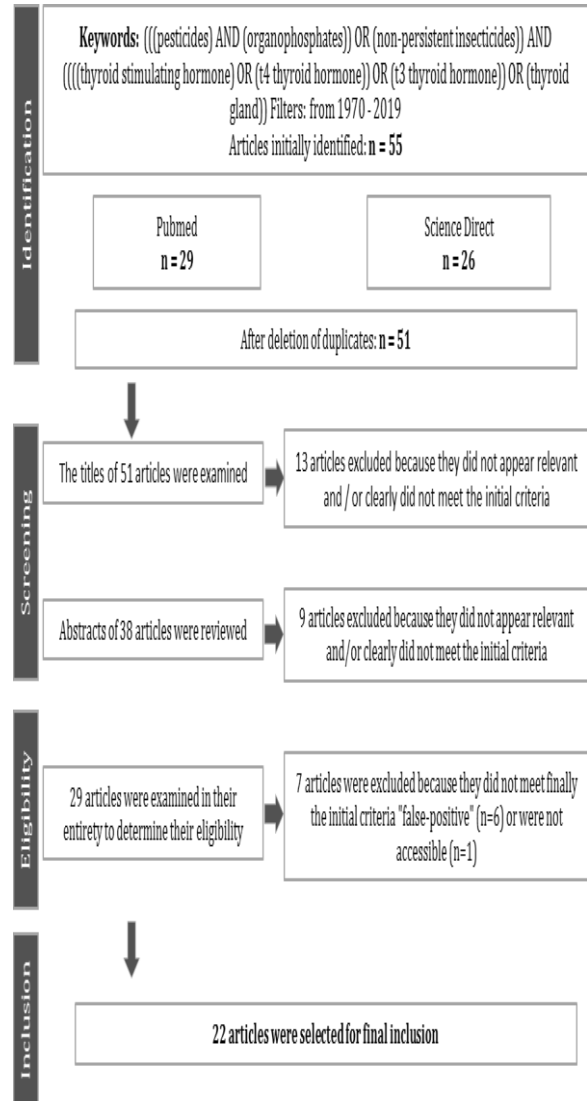 Identification
Keywords: (((pesticides) AND (organophosphates)) OR (non-persistent insecticides)) AND
((((thyroid stimulating hormone) OR (t4 thyroid hormone)) OR (t3 thyroid hormone)) OR (thyroid
gland)) Filters: from 1970 - 2019
Articles initially identified: n = 55
Pubmed
n = 29
Science Direct
n = 26
After deletion of duplicates: n = 51
Screening
The titles of 51 articles were examined
13 articles excluded because they did not appear relevant
and / or clearly did not meet the initial criteria
Abstracts of 38 articles were reviewed
9 articles excluded because they did not appear relevant
and/or clearly did not meet the initial criteria
Eligibility
29 articles were examined in their
entirety to determine their eligibility
7 articles were excluded because they did not meet finally
the initial criteria "false-positive" (n=6) or were not
accessible (n=1)
Inclusion
22 articles were selected for final inclusion